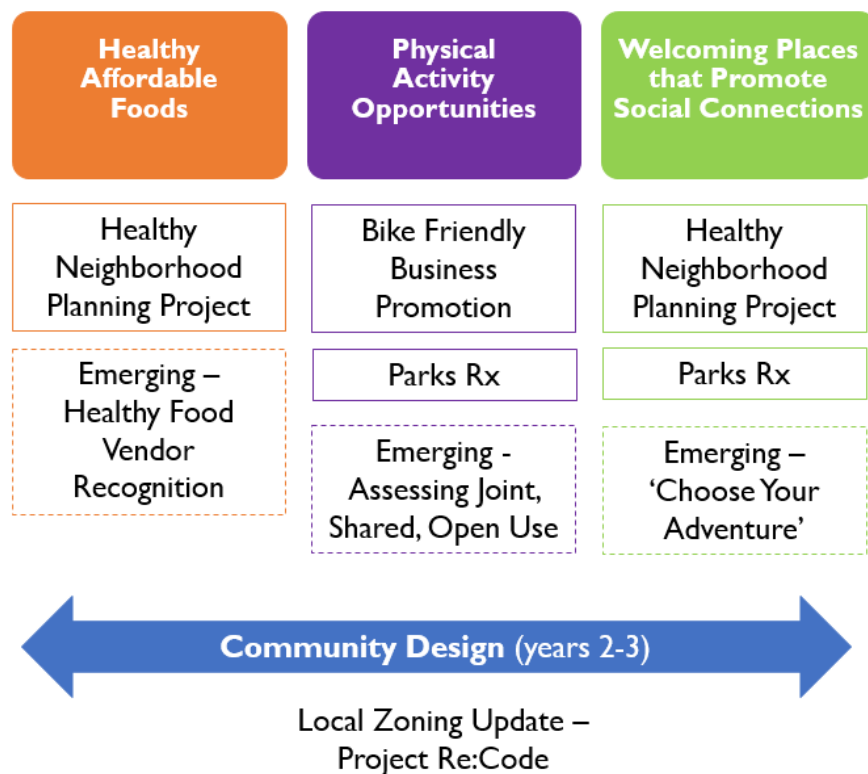 Healthy
Affordable
Foods
Physical
Activity
Opportunities
Welcoming Places
that Promote
Social Connections
Healthy
Neighborhood
Planning Project
Bike Friendly
Business
Promotion
Healthy
Neighborhood
Planning Project
Emerging –
Healthy Food
Vendor
Recognition
Parks Rx
Parks Rx
Emerging -
Assessing Joint,
Shared, Open Use
Emerging –
‘Choose Your
Adventure’
Community Design (years 2-3)
Local Zoning Update –
Project Re:Code